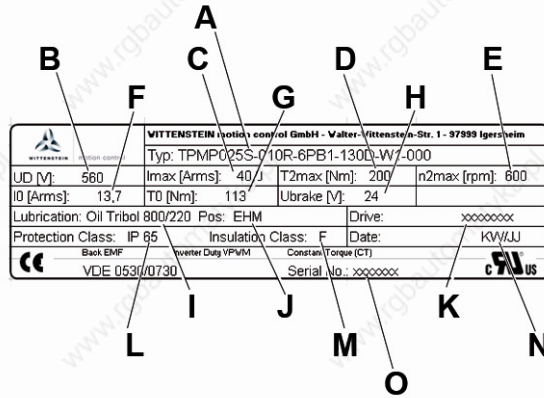 A
B C D E
F G H
WITTENSTEIN motion control GmbH - Walter-Wittenstein-Str. 1 - 97999 Igersheim
WITTENSTEIN motion control
Typ: TPMP025S-010R-6PB1-130D-W1-000
UD [V]: 560 Imax [Arms]: 40,0 T2max [Nm]: 200 n2max [rpm]: 600
I0 [Arms]: 13,7 T0 [Nm]: 113 Ubrake [V]: 24
Lubrication: Oil Tribol 800/220 Pos: EHM Drive: xxxxxxxx
Protection Class: IP 65 Insulation Class: F Date: KW/JJ
Back EMF Inverter Duty VPWM Constant Torque (CT)
CE VDE 0530/0730 Serial No.: xxxxxxx c US
I J K
L M N
O
www.rgbautomatyka.pl